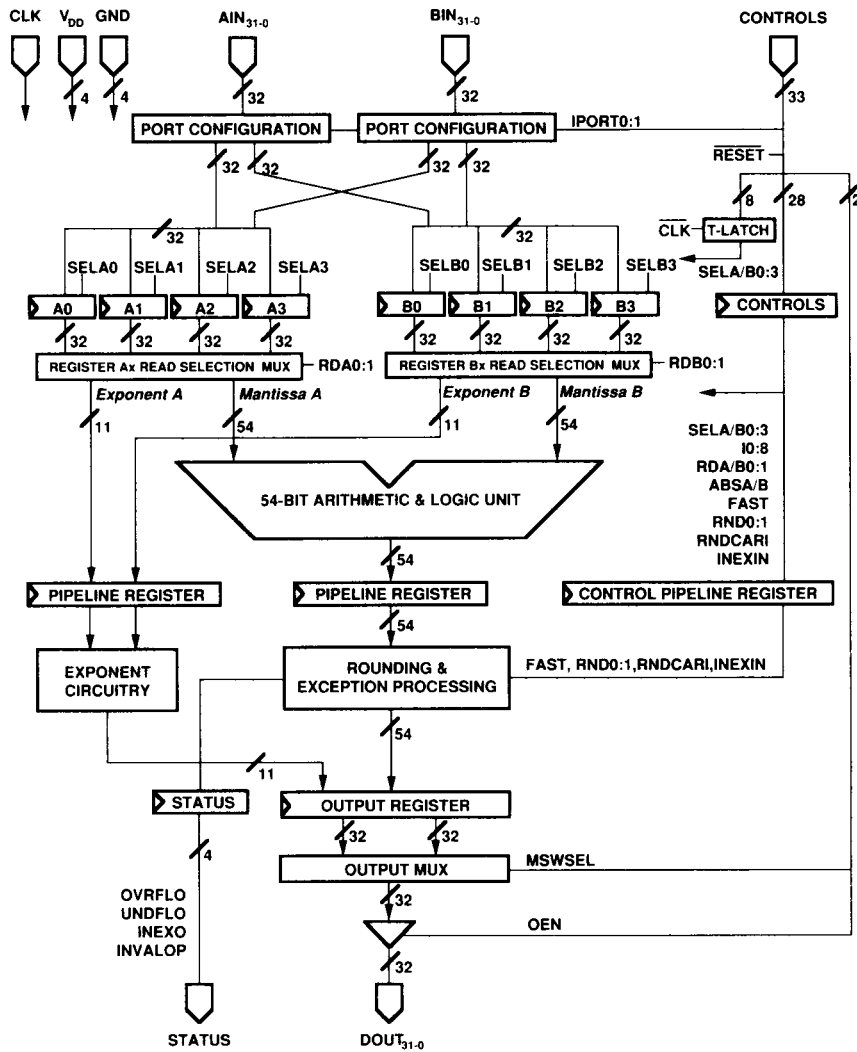 CLK V_DD GND AIN_31-0 BIN_31-0 CONTROLS
4 4 32 32 33
PORT CONFIGURATION PORT CONFIGURATION IPORT0:1
RESET
32 32 32 32
8 28 2
32 32
CLK T-LATCH
SELA0 SELA1 SELA2 SELA3 SELB0 SELB1 SELB2 SELB3 SELA/B0:3
A0 A1 A2 A3 B0 B1 B2 B3 CONTROLS
32 32 32 32 32 32 32 32
REGISTER Ax READ SELECTION MUX RDA0:1 REGISTER Bx READ SELECTION MUX RDB0:1
Exponent A Mantissa A Exponent B Mantissa B
11 54 11 54
SELA/B0:3
I0:8
RDA/B0:1
ABSA/B
FAST
RND0:1
RNDCARI
INEXIN
54-BIT ARITHMETIC & LOGIC UNIT
54
PIPELINE REGISTER PIPELINE REGISTER CONTROL PIPELINE REGISTER
54
EXPONENT
CIRCUITRY
ROUNDING &
EXCEPTION PROCESSING
FAST, RND0:1,RNDCARI,INEXIN
54
11
STATUS OUTPUT REGISTER
4 32 32
OUTPUT MUX MSWSEL
32
OVRFLO
UNDFLO
INEXO
INVALOP
OEN
32
STATUS DOUT_31-0